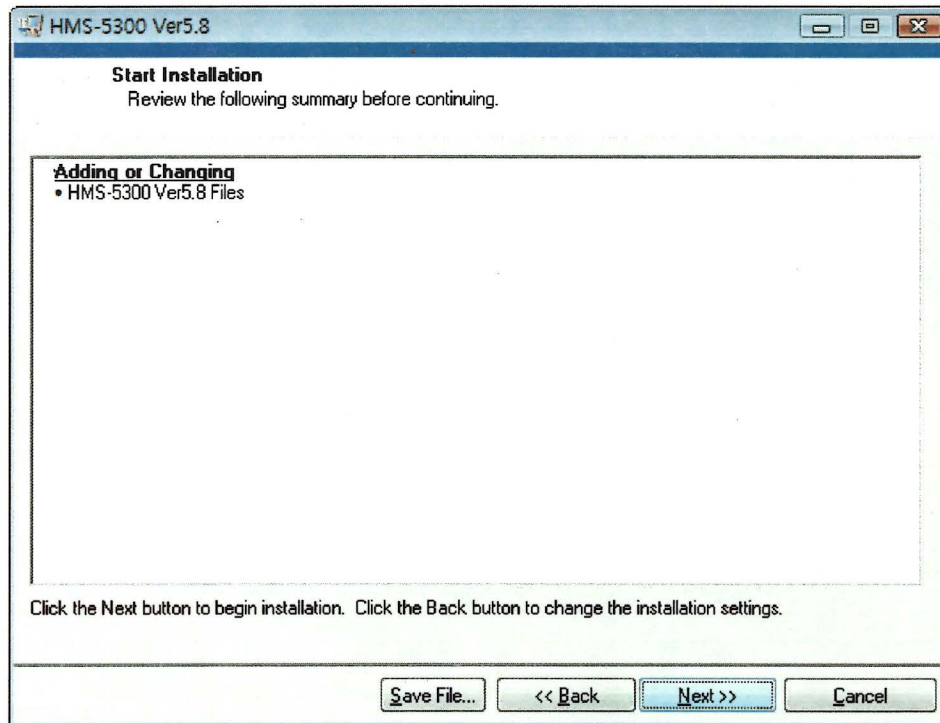 HMS-5300 Ver5.8
Start Installation
Review the following summary before continuing.
Adding or Changing
• HMS-5300 Ver5.8 Files
Click the Next button to begin installation. Click the Back button to change the installation settings.
Save File... << Back Next >> Cancel